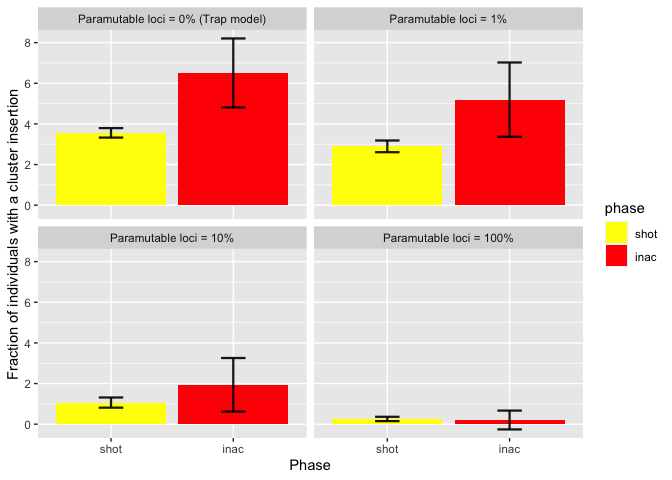 Paramutable loci = 0% (Trap model)
Paramutable loci = 1%
8
6
4
2
0
Paramutable loci = 10%
Paramutable loci = 100%
8
6
4
2
0
shot
inac
shot
inac
Phase
Fraction of individuals with a cluster insertion
phase
shot
inac